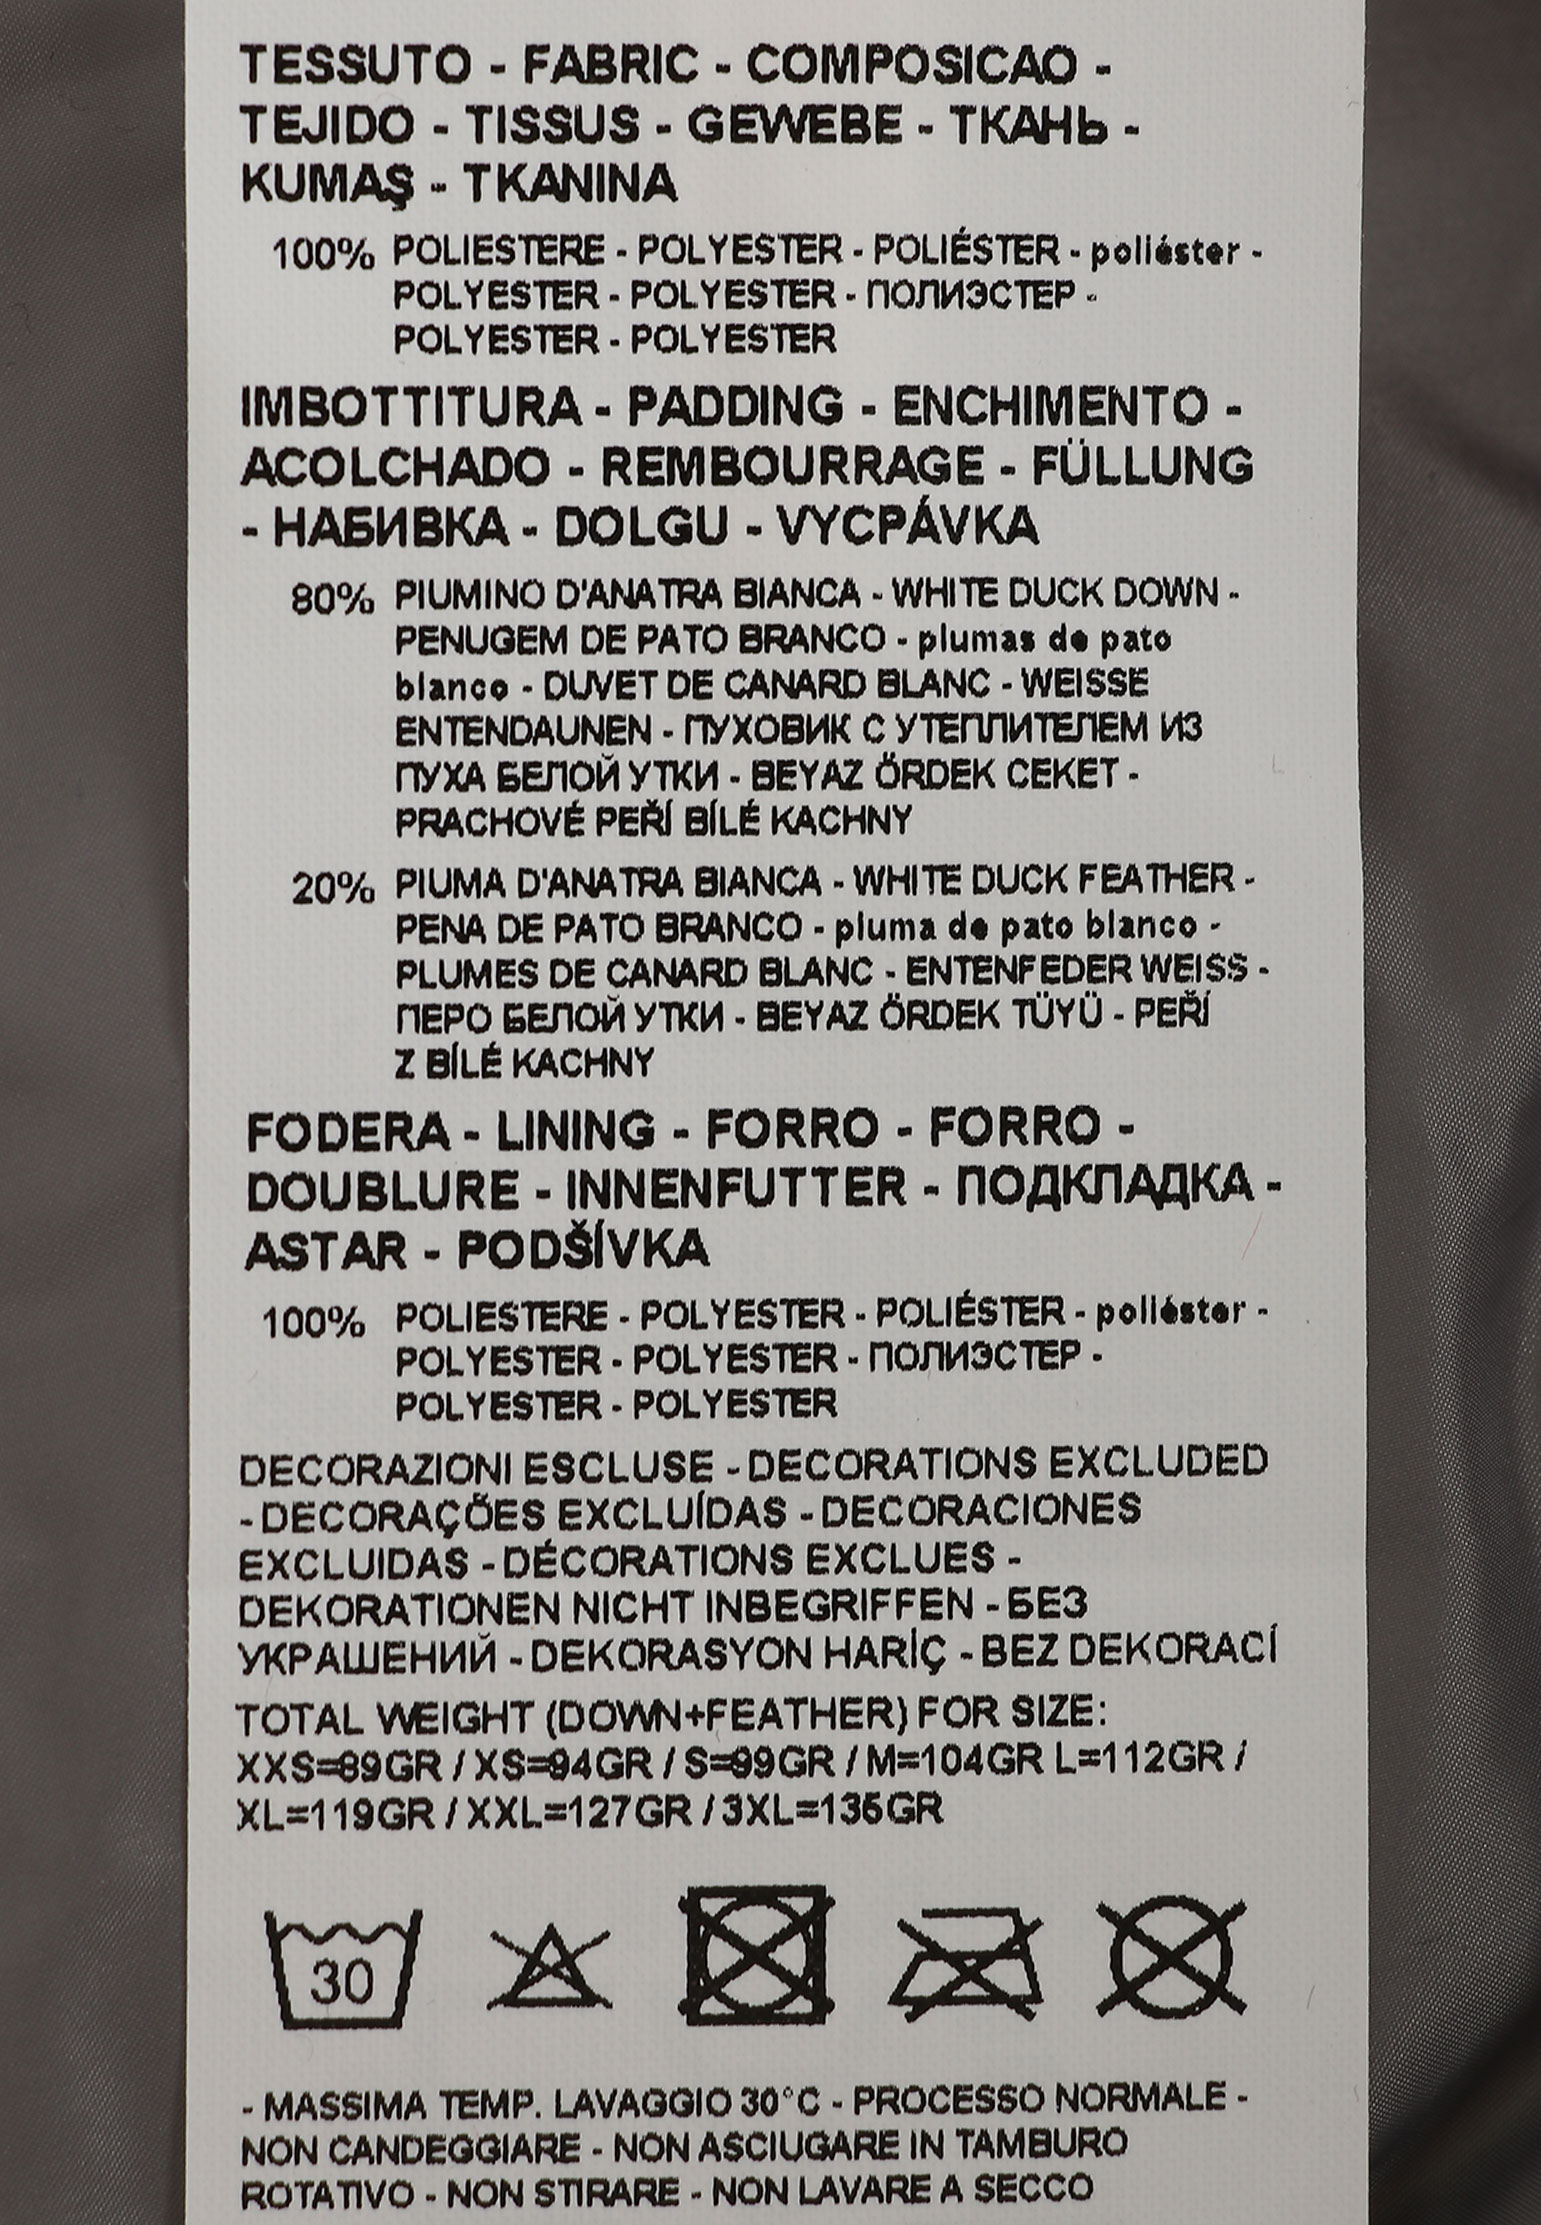 TESSUTO - FABRIC - COMPOSICAO -
TEJIDO - TISSUS - GEWEBE - ТКАНЬ -
KUMAŞ - TKANINA
100% POLIESTERE - POLYESTER - POLIÉSTER - poliéster -
POLYESTER - POLYESTER - ПОЛИЭСТЕР -
POLYESTER - POLYESTER
IMBOTTITURA - PADDING - ENCHIMENTO -
ACOLCHADO - REMBOURRAGE - FÜLLUNG
- НАБИВКА - DOLGU - VYCPÁVKA
80% PIUMINO D'ANATRA BIANCA - WHITE DUCK DOWN -
PENUGEM DE PATO BRANCO - plumas de pato
blanco - DUVET DE CANARD BLANC - WEISSE
ENTENDAUNEN - ПУХОВИК С УТЕПЛИТЕЛЕМ ИЗ
ПУХА БЕЛОЙ УТКИ - BEYAZ ÖRDEK CEKET -
PRACHOVÉ PEŘÍ BÍLÉ KACHNY
20% PIUMA D'ANATRA BIANCA - WHITE DUCK FEATHER -
PENA DE PATO BRANCO - pluma de pato blanco -
PLUMES DE CANARD BLANC - ENTENFEDER WEISS -
ПЕРО БЕЛОЙ УТКИ - BEYAZ ÖRDEK TÜYÜ - PEŘÍ
Z BÍLÉ KACHNY
FODERA - LINING - FORRO - FORRO -
DOUBLURE - INNENFUTTER - ПОДКЛАДКА -
ASTAR - PODŠÍVKA
100% POLIESTERE - POLYESTER - POLIÉSTER - poliéster -
POLYESTER - POLYESTER - ПОЛИЭСТЕР -
POLYESTER - POLYESTER
DECORAZIONI ESCLUSE - DECORATIONS EXCLUDED
- DECORAÇÕES EXCLUÍDAS - DECORACIONES
EXCLUIDAS - DÉCORATIONS EXCLUES -
DEKORATIONEN NICHT INBEGRIFFEN - БЕЗ
УКРАШЕНИЙ - DEKORASYON HARİÇ - BEZ DEKORACÍ
TOTAL WEIGHT (DOWN+FEATHER) FOR SIZE:
XXS=89GR / XS=94GR / S=99GR / M=104GR L=112GR /
XL=119GR / XXL=127GR / 3XL=135GR
30
- MASSIMA TEMP. LAVAGGIO 30°C - PROCESSO NORMALE -
NON CANDEGGIARE - NON ASCIUGARE IN TAMBURO
ROTATIVO - NON STIRARE - NON LAVARE A SECCO